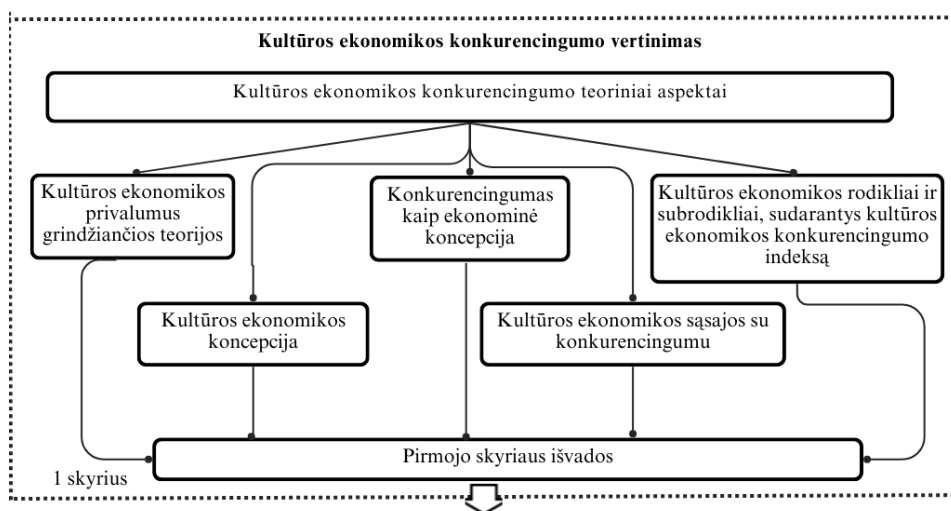 Kultūros ekonomikos konkurencingumo vertinimas
Kultūros ekonomikos konkurencingumo teoriniai aspektai
Kultūros ekonomikos
privalumus
grindžiančios teorijos
Konkurencingumas
kaip ekonominė
koncepcija
Kultūros ekonomikos rodikliai ir
subrodikliai, sudarantys kultūros
ekonomikos konkurencingumo
indeksą
Kultūros ekonomikos
koncepcija
Kultūros ekonomikos sąsajos su
konkurencingumu
Pirmojo skyriaus išvados
1 skyrius